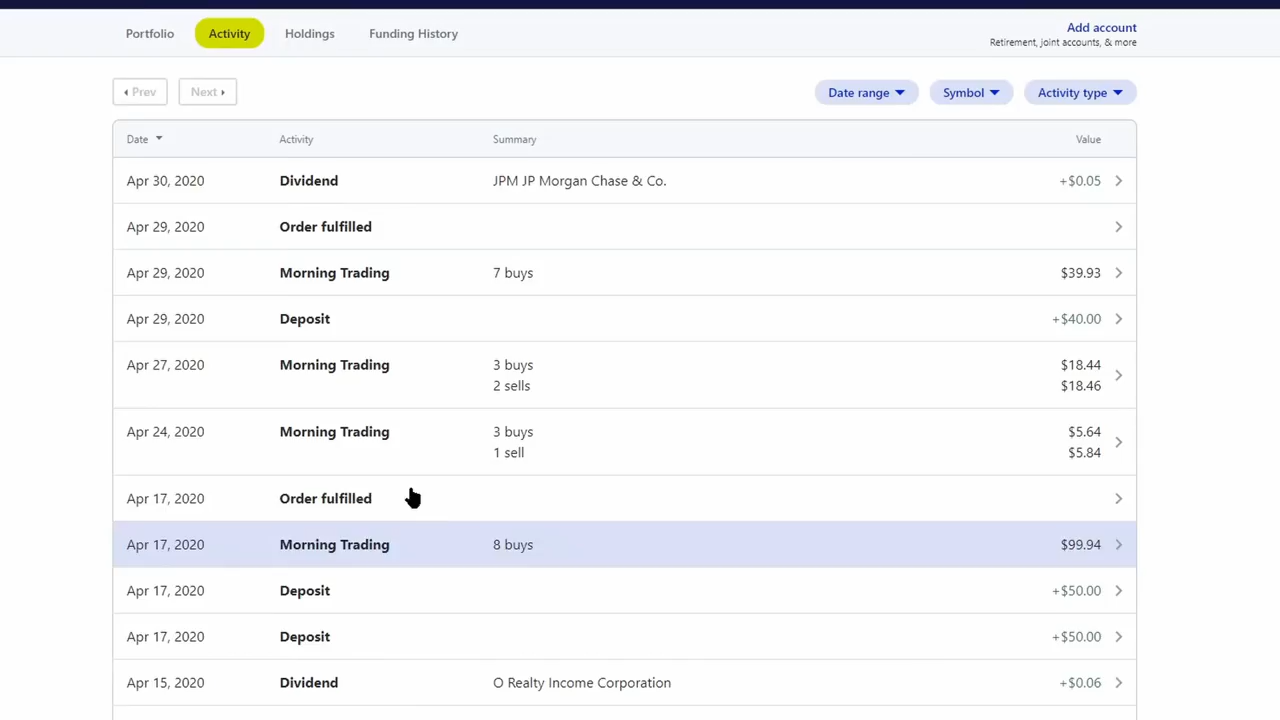 Portfolio Activity Holdings Funding History Add account
Retirement, joint accounts, & more
Prev Next Date range Symbol Activity type
Date Activity Summary Value
Apr 30, 2020 Dividend JPM JP Morgan Chase & Co. +$0.05
Apr 29, 2020 Order fulfilled
Apr 29, 2020 Morning Trading 7 buys $39.93
Apr 29, 2020 Deposit +$40.00
Apr 27, 2020 Morning Trading 3 buys $18.44
2 sells $18.46
Apr 24, 2020 Morning Trading 3 buys $5.64
1 sell $5.84
Apr 17, 2020 Order fulfilled
Apr 17, 2020 Morning Trading 8 buys $99.94
Apr 17, 2020 Deposit +$50.00
Apr 17, 2020 Deposit +$50.00
Apr 15, 2020 Dividend O Realty Income Corporation +$0.06